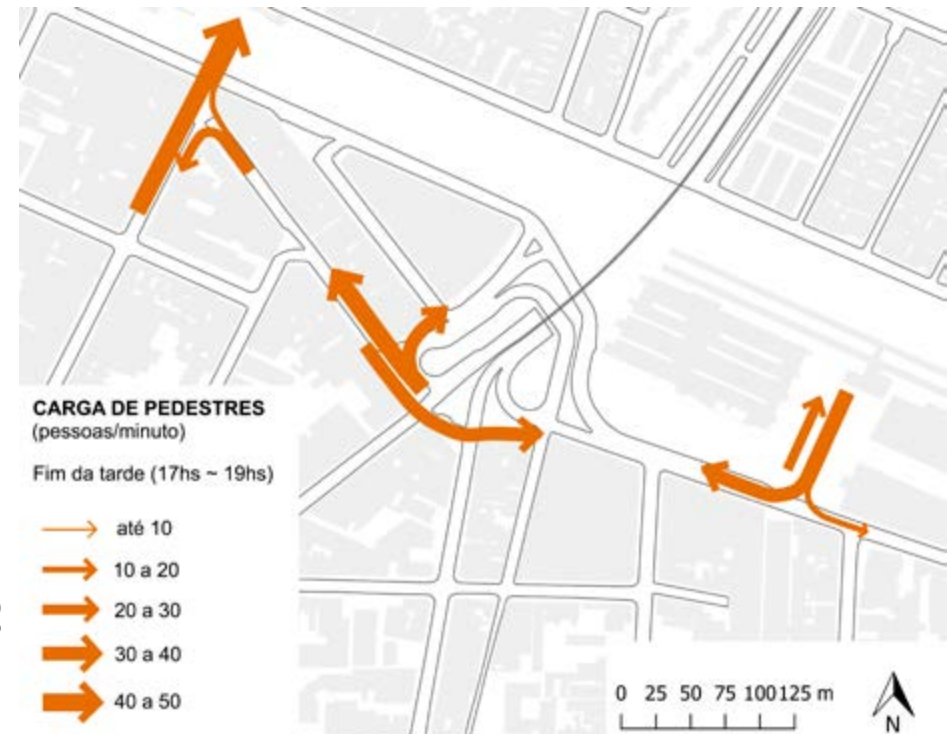 CARGA DE PEDESTRES
(pessoas/minuto)
Fim da tarde (17hs ~ 19hs)
até 10
10 a 20
20 a 30
30 a 40
40 a 50
0 25 50 75 100 125 m
N